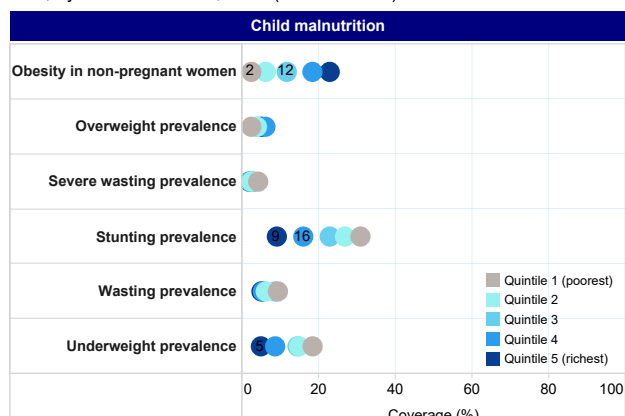 Child malnutrition
Obesity in non-pregnant women
2 12
Overweight prevalence
Severe wasting prevalence
Stunting prevalence
9 16
Wasting prevalence
Underweight prevalence
5
Quintile 1 (poorest)
Quintile 2
Quintile 3
Quintile 4
Quintile 5 (richest)
0 20 40 60 80 100
Coverage (%)